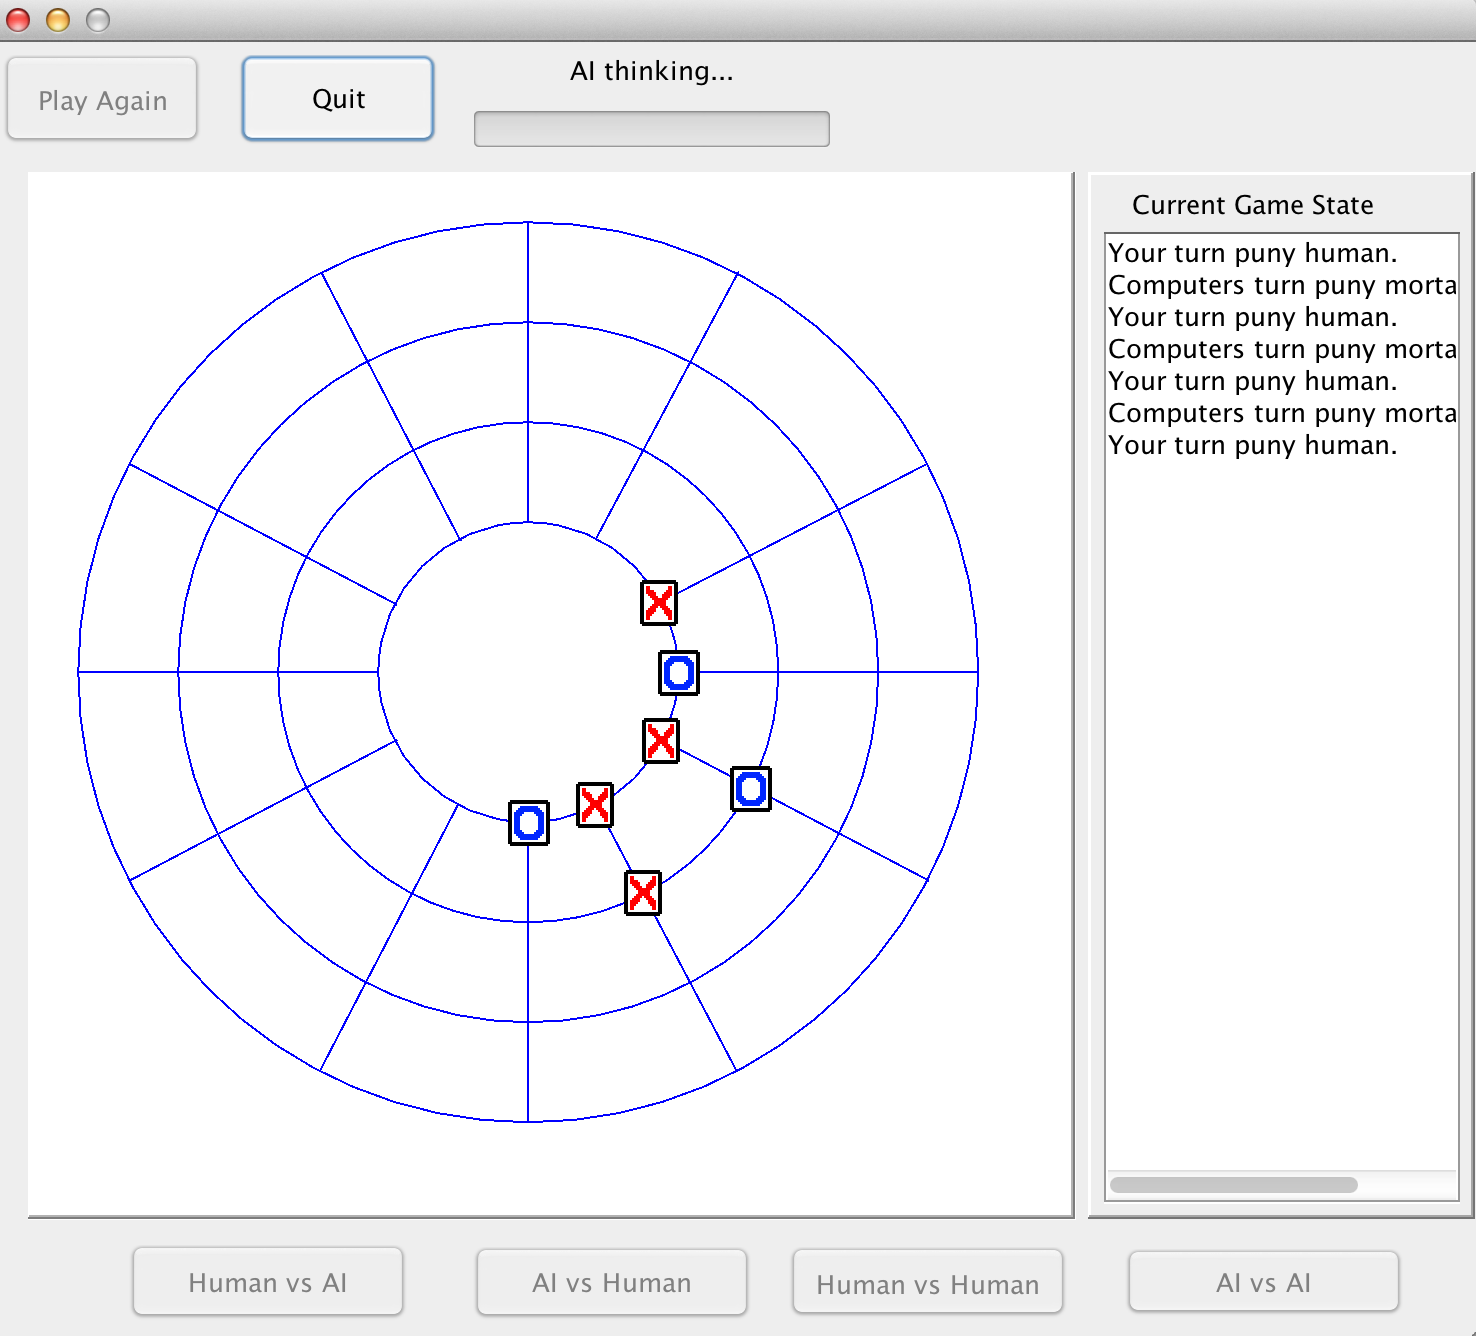 Play Again
Quit
AI thinking...
Current Game State
Your turn puny human.
Computers turn puny morta
Your turn puny human.
Computers turn puny morta
Your turn puny human.
Computers turn puny morta
Your turn puny human.
X
O
X
O
X
O
X
Human vs AI
AI vs Human
Human vs Human
AI vs AI